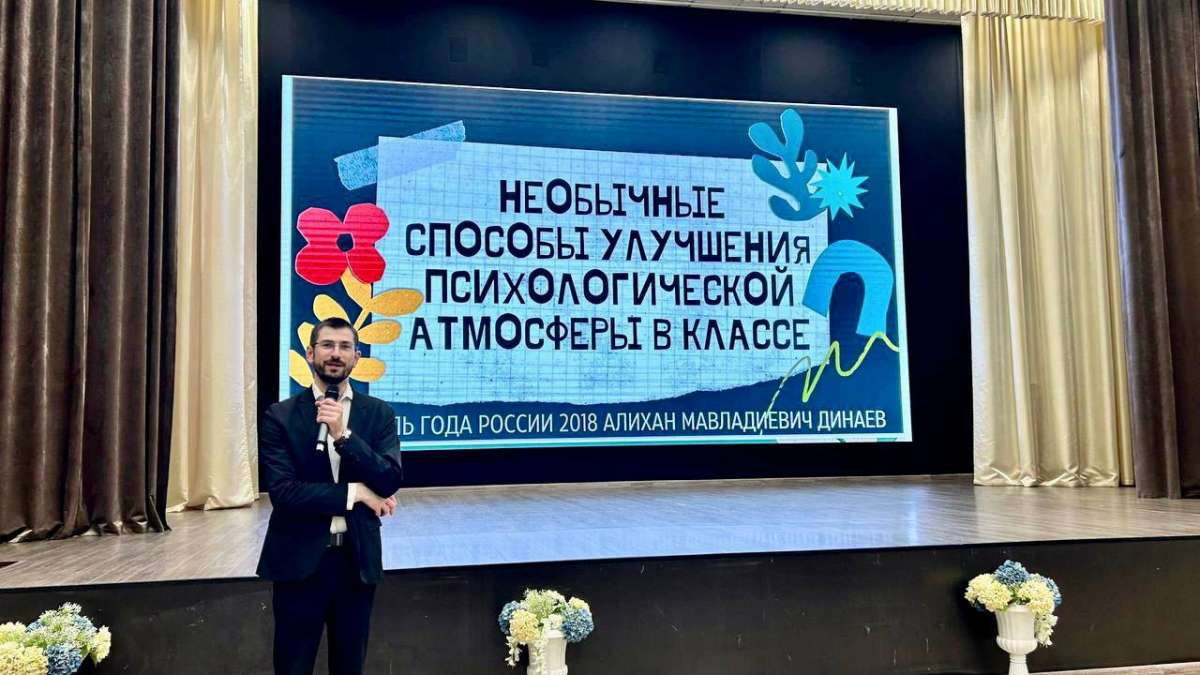 НЕОБЫЧНЫЕ
СПОСОБЫ УЛУЧШЕНИЯ
ПСИХОЛОГИЧЕСКОЙ
АТМОСФЕРЫ В КЛАССЕ
ГОДА РОССИИ 2018 АЛИХАН МАВЛАДИЕВИЧ ДИНАЕВ